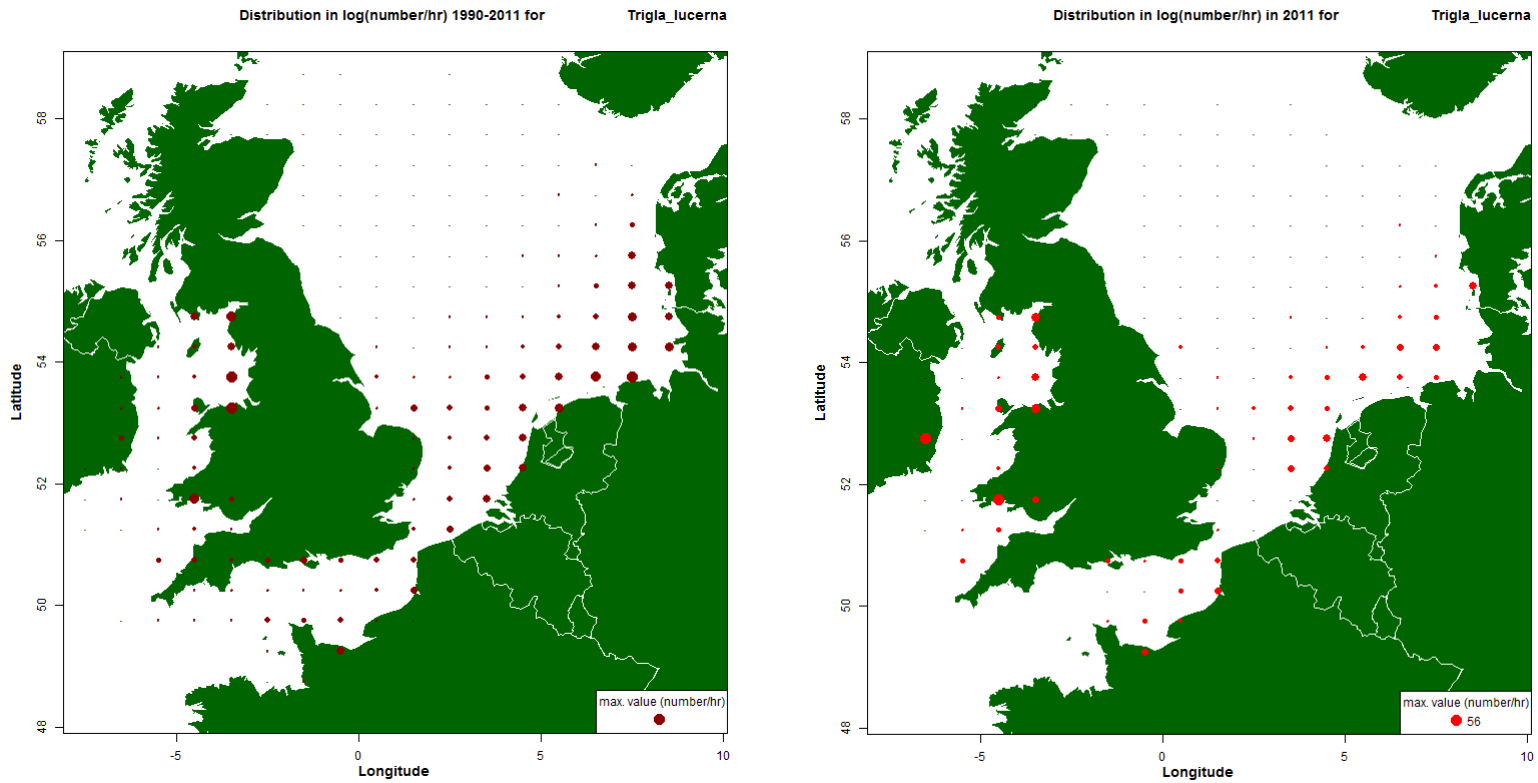 Distribution in log(number/hr) 1990-2011 for Trigla_lucerna
58
56
54
52
50
48
Latitude
-5 0 5 10
Longitude
max. value (number/hr)
Distribution in log(number/hr) in 2011 for Trigla_lucerna
58
56
54
52
50
48
Latitude
-5 0 5 10
Longitude
max. value (number/hr)
56